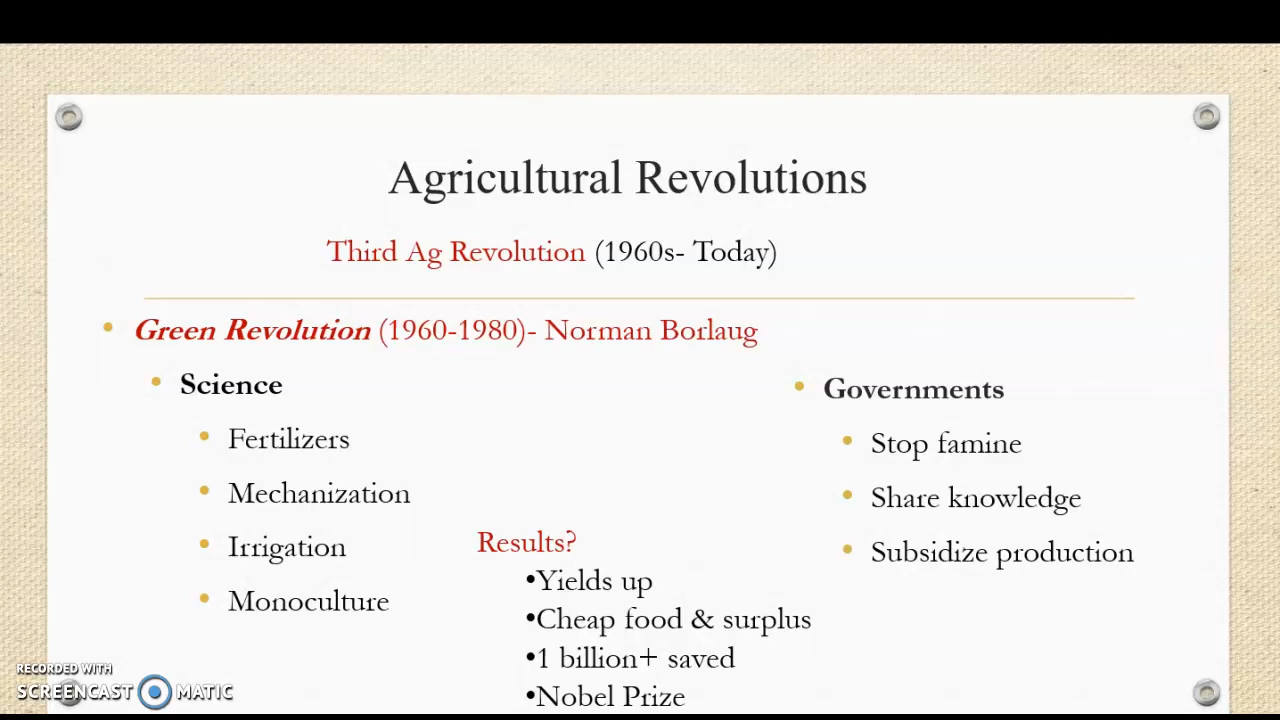 Agricultural Revolutions
Third Ag Revolution (1960s- Today)
• Green Revolution (1960-1980)- Norman Borlaug
• Science
• Fertilizers
• Mechanization
• Irrigation
• Monoculture
• Governments
• Stop famine
• Share knowledge
• Subsidize production
Results?
•Yields up
•Cheap food & surplus
•1 billion+ saved
•Nobel Prize
RECORDED WITH
SCREENCAST MATIC